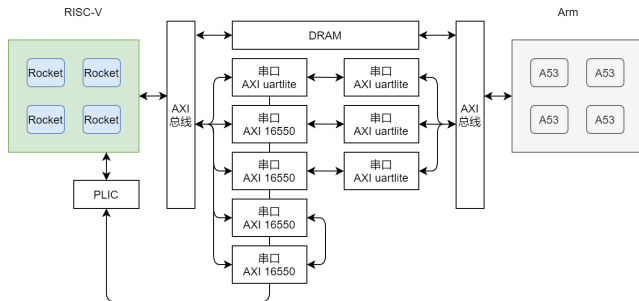 RISC-V
Arm
DRAM
Rocket
Rocket
Rocket
Rocket
AXI
总线
串口
AXI uartlite
串口
AXI uartlite
串口
AXI 16550
串口
AXI uartlite
串口
AXI 16550
串口
AXI uartlite
串口
AXI 16550
串口
AXI 16550
AXI
总线
A53
A53
A53
A53
PLIC